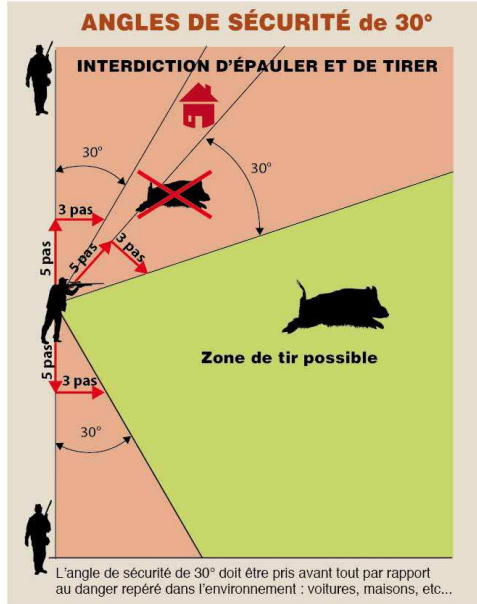 ANGLES DE SÉCURITÉ de 30°
INTERDICTION D'ÉPAULER ET DE TIRER
30°
30°
3 pas
5 pas
5 pas
3 pas
Zone de tir possible
5 pas
3 pas
30°
L'angle de sécurité de 30° doit être pris avant tout par rapport
au danger repéré dans l'environnement : voitures, maisons, etc...